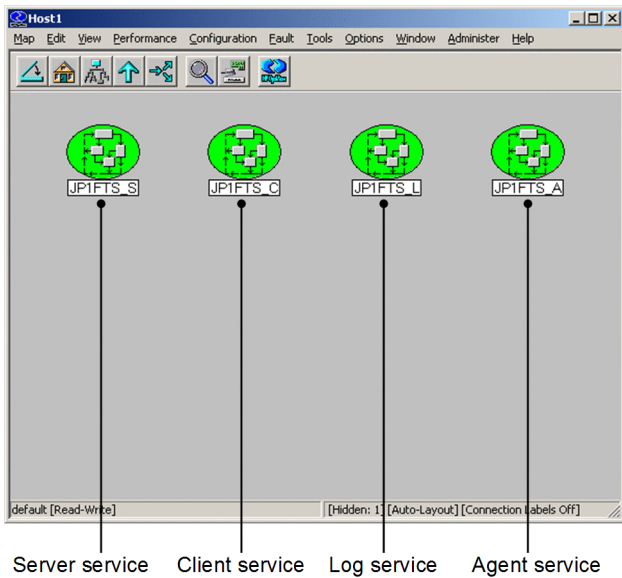 Host1
Map Edit View Performance Configuration Fault Tools Options Window Administer Help
JP1FTS_S JP1FTS_C JP1FTS_L JP1FTS_A
default [Read-Write] [Hidden: 1] [Auto-Layout] [Connection Labels Off]
Server service Client service Log service Agent service